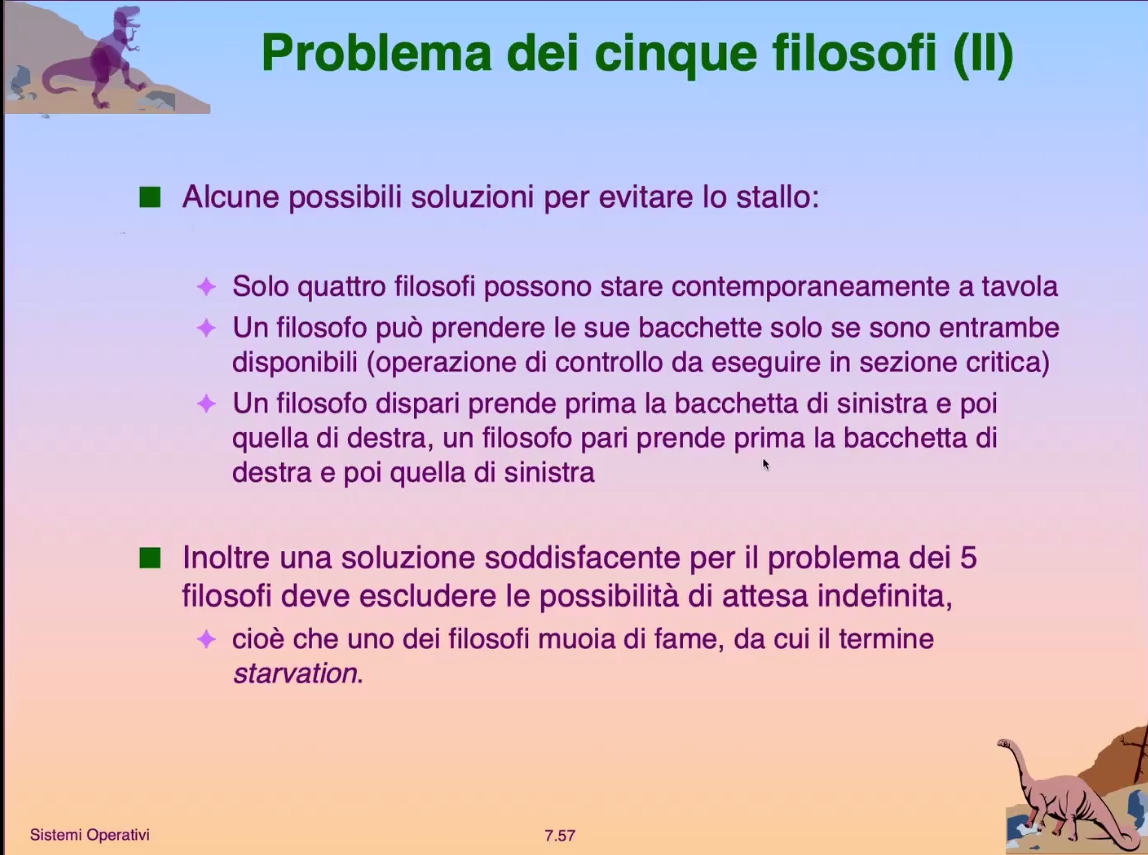 Problema dei cinque filosofi (II)
Alcune possibili soluzioni per evitare lo stallo:
Solo quattro filosofi possono stare contemporaneamente a tavola
Un filosofo può prendere le sue bacchette solo se sono entrambe
disponibili (operazione di controllo da eseguire in sezione critica)
Un filosofo dispari prende prima la bacchetta di sinistra e poi
quella di destra, un filosofo pari prende prima la bacchetta di
destra e poi quella di sinistra
Inoltre una soluzione soddisfacente per il problema dei 5
filosofi deve escludere le possibilità di attesa indefinita,
cioè che uno dei filosofi muoia di fame, da cui il termine
starvation.
Sistemi Operativi
7.57